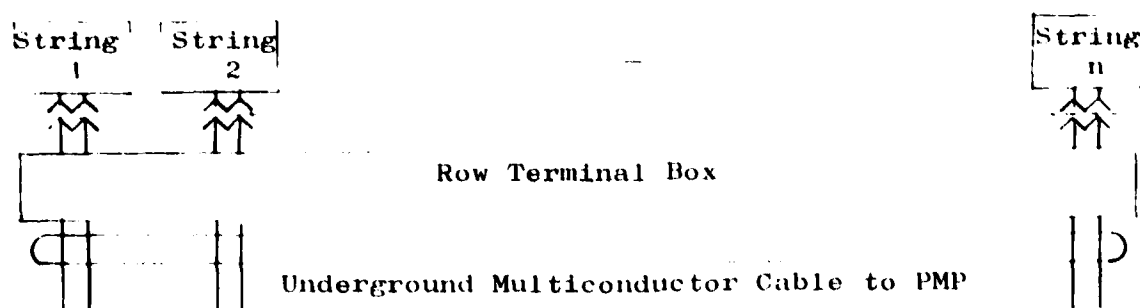 String 1
String 2
String n
Row Terminal Box
Underground Multiconductor Cable to PMP